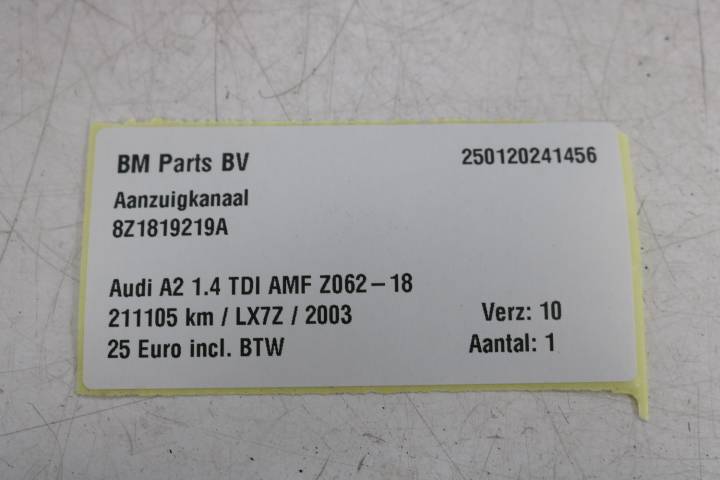 BM Parts BV 250120241456
Aanzuigkanaal
8Z1819219A
Audi A2 1.4 TDI AMF Z062-18
211105 km / LX7Z / 2003 Verz: 10
25 Euro incl. BTW Aantal: 1